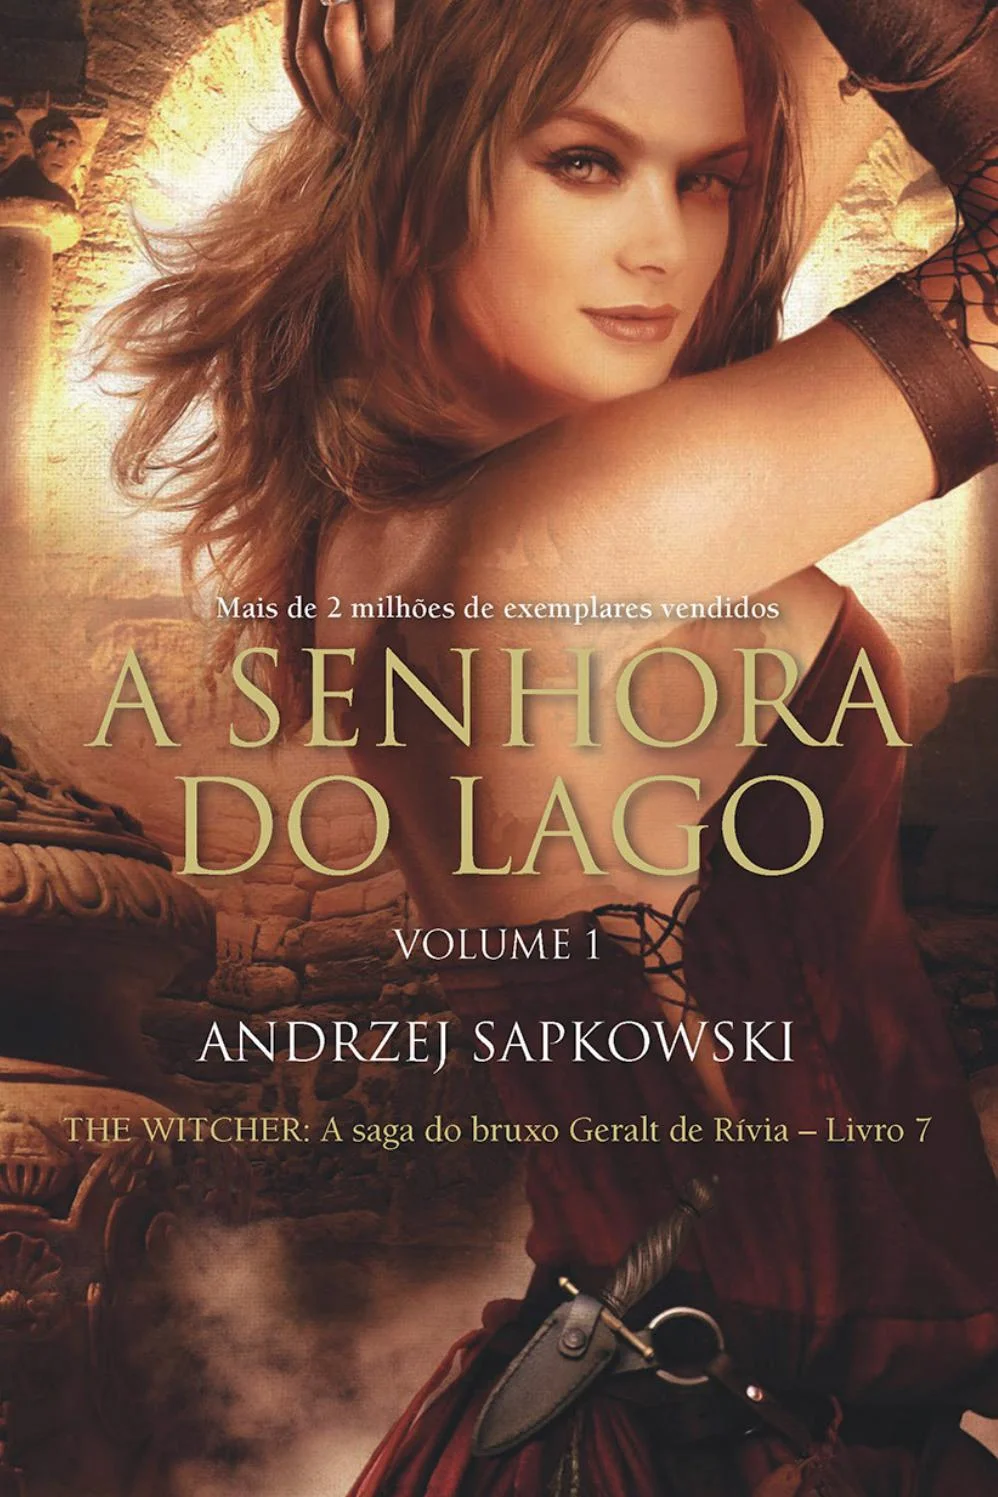 Mais de 2 milhões de exemplares vendidos
A SENHORA
DO LAGO
VOLUME 1
ANDRZEJ SAPKOWSKI
THE WITCHER: A saga do bruxo Geralt de Rívia – Livro 7